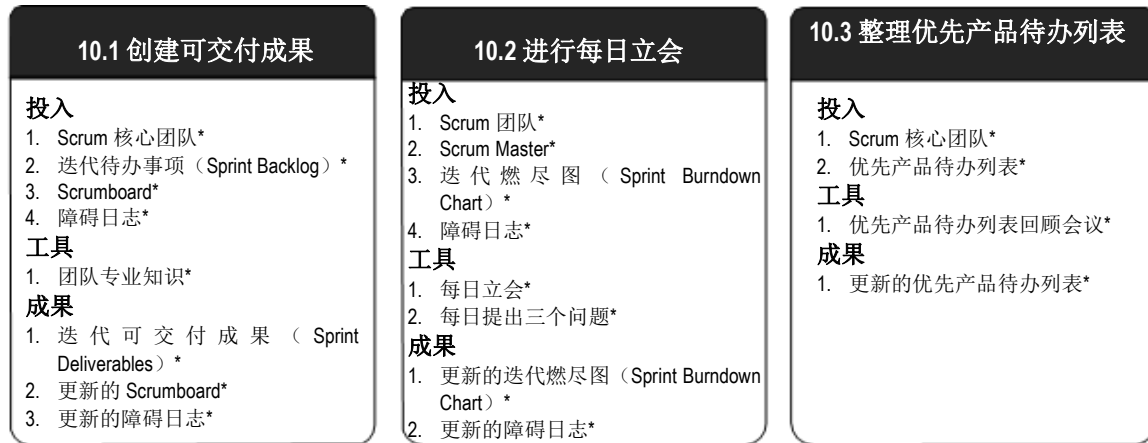 10.1 创建可交付成果
投入
1. Scrum 核心团队*
2. 迭代待办事项（Sprint Backlog）*
3. Scrumboard*
4. 障碍日志*
工具
1. 团队专业知识*
成果
1. 迭代可交付成果（ Sprint
Deliverables）*
2. 更新的 Scrumboard*
3. 更新的障碍日志*
10.2 进行每日立会
投入
1. Scrum 团队*
2. Scrum Master*
3. 迭代燃尽图（ Sprint Burndown
Chart）*
4. 障碍日志*
工具
1. 每日立会*
2. 每日提出三个问题*
成果
1. 更新的迭代燃尽图（Sprint Burndown
Chart）*
2. 更新的障碍日志*
10.3 整理优先产品待办列表
投入
1. Scrum 核心团队*
2. 优先产品待办列表*
工具
1. 优先产品待办列表回顾会议*
成果
1. 更新的优先产品待办列表*